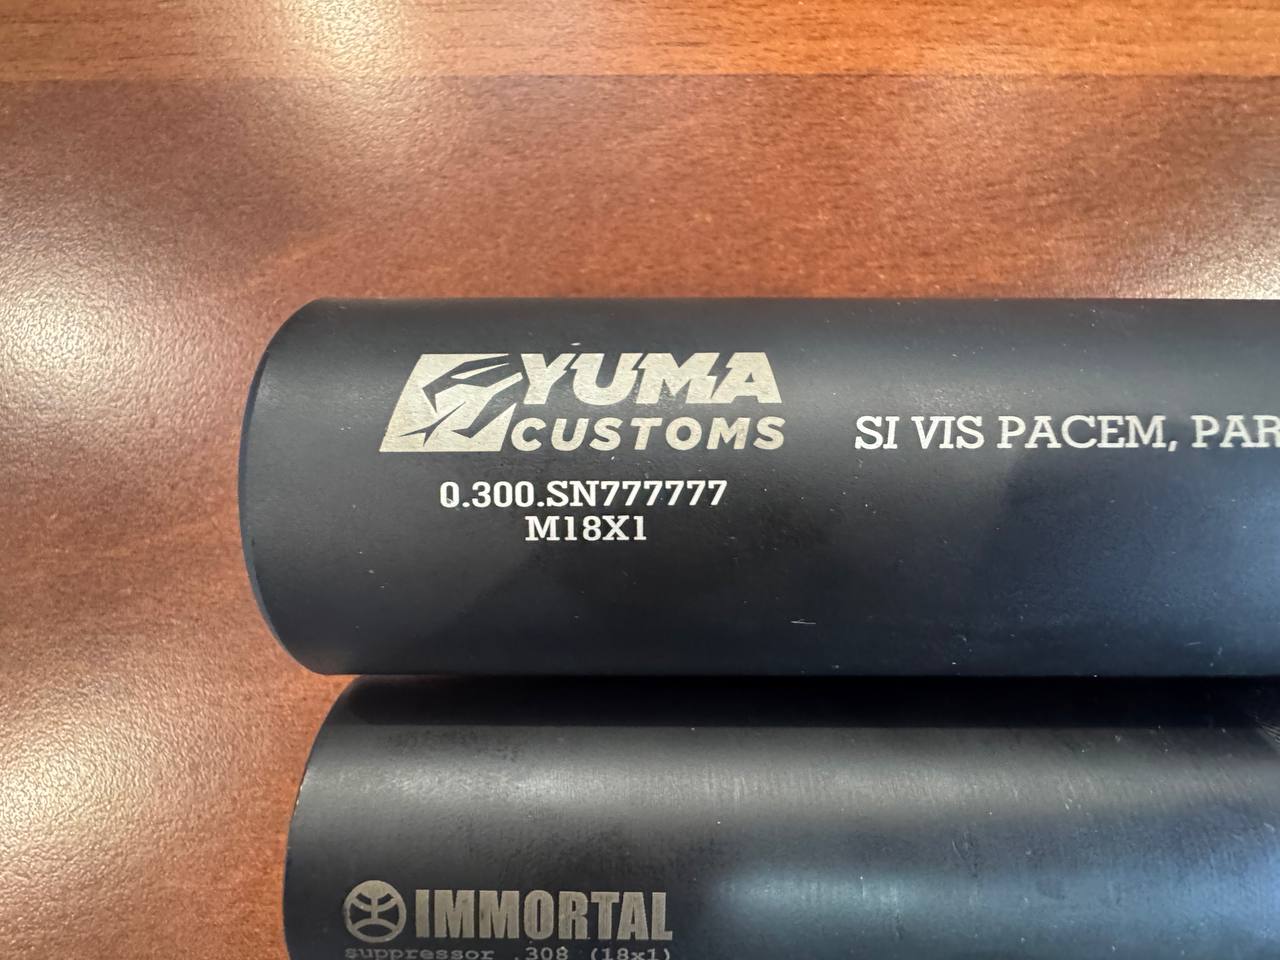 YUMA
CUSTOMS
SI VIS PACEM, PAR
0.300.SN777777
M18X1
IMMORTAL
suppressor .308 (18x1)